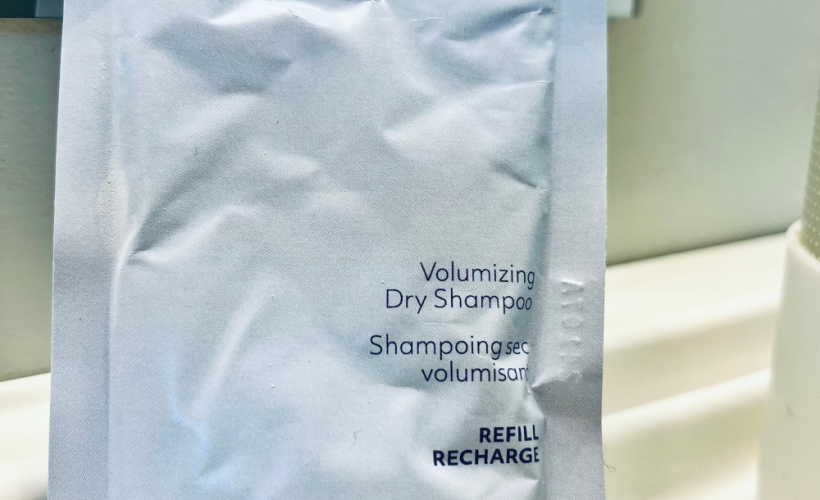 Volumizing
Dry Shampoo
Shampoing sec
volumisant
REFILL
RECHARGE